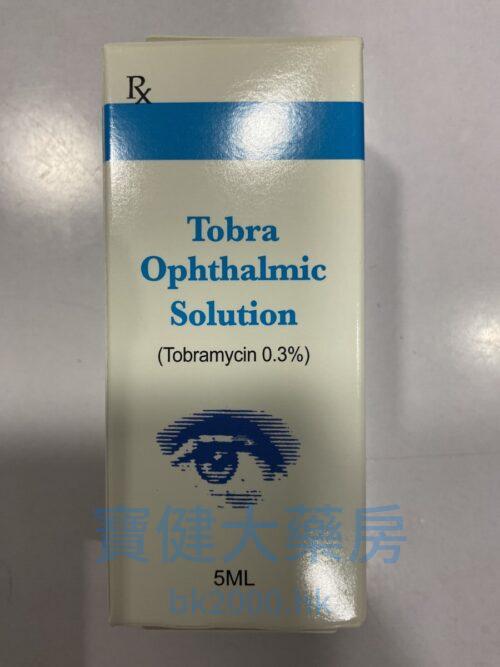 Rx
Tobra
Ophthalmic
Solution
(Tobramycin 0.3%)
寶健大藥房
5ML
bk2000.hk